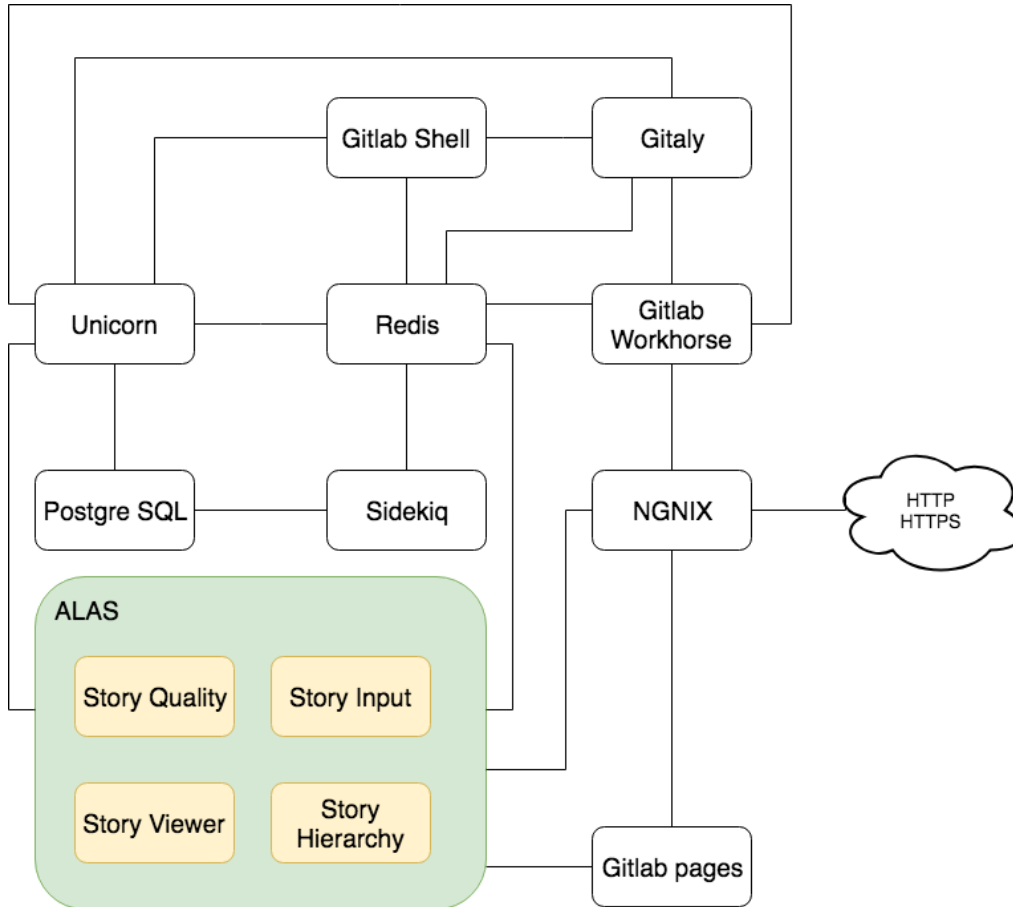 Gitlab Shell
Gitaly
Unicorn
Redis
Gitlab
Workhorse
Postgre SQL
Sidekiq
NGNIX
HTTP
HTTPS
ALAS
Story Quality
Story Input
Story Viewer
Story
Hierarchy
Gitlab pages